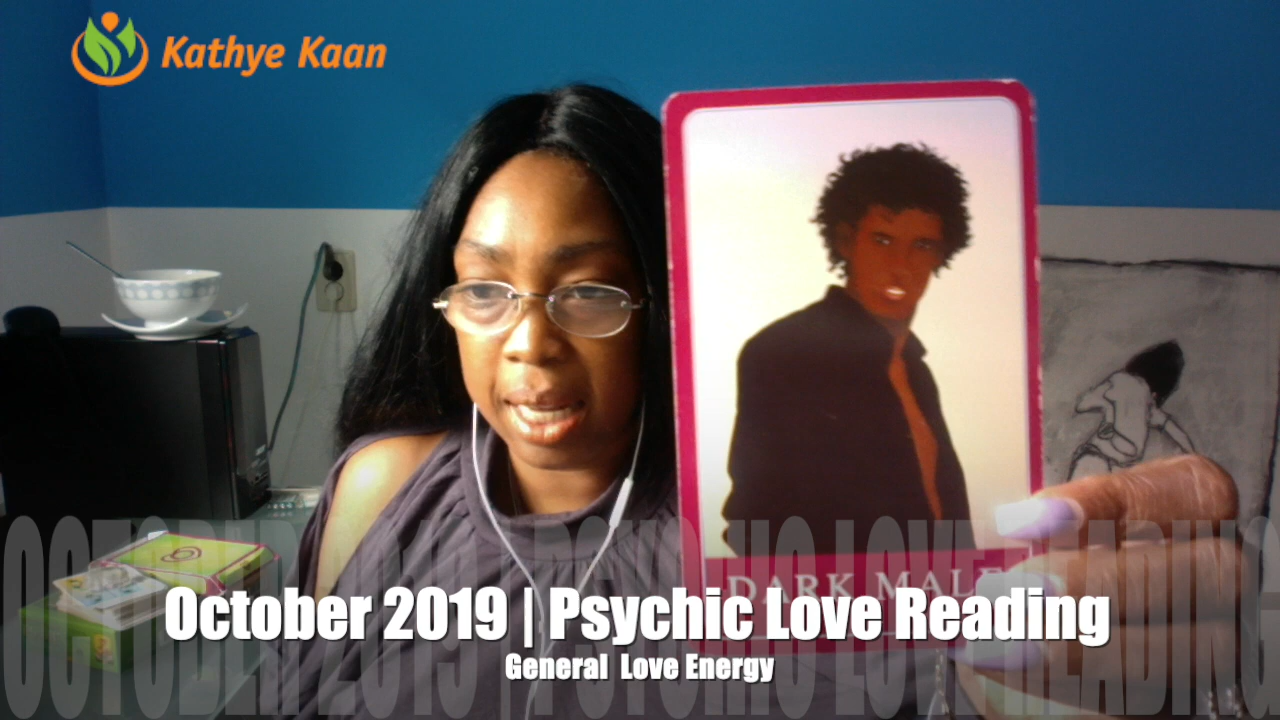 Kathye Kaan
DARK MALE
OCTOBER 2019 | PSYCHIC LOVE READING
October 2019 | Psychic Love Reading
General Love Energy